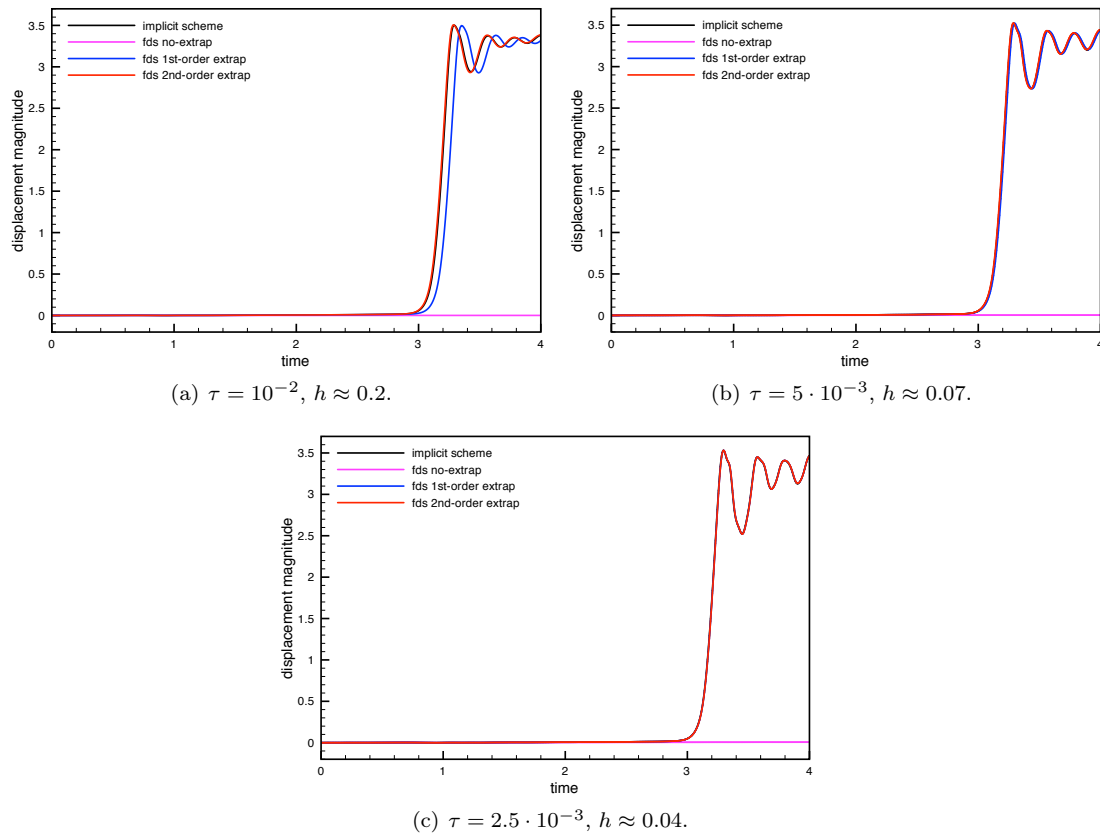 3.5
3
2.5
2
1.5
1
0.5
0
displacement magnitude
implicit scheme
fds no-extrap
fds 1st-order extrap
fds 2nd-order extrap
0 1 2 3 4
time
(a) τ = 10⁻², h ≈ 0.2.
3.5
3
2.5
2
1.5
1
0.5
0
displacement magnitude
implicit scheme
fds no-extrap
fds 1st-order extrap
fds 2nd-order extrap
0 1 2 3 4
time
(b) τ = 5 · 10⁻³, h ≈ 0.07.
3.5
3
2.5
2
1.5
1
0.5
0
displacement magnitude
implicit scheme
fds no-extrap
fds 1st-order extrap
fds 2nd-order extrap
0 1 2 3 4
time
(c) τ = 2.5 · 10⁻³, h ≈ 0.04.